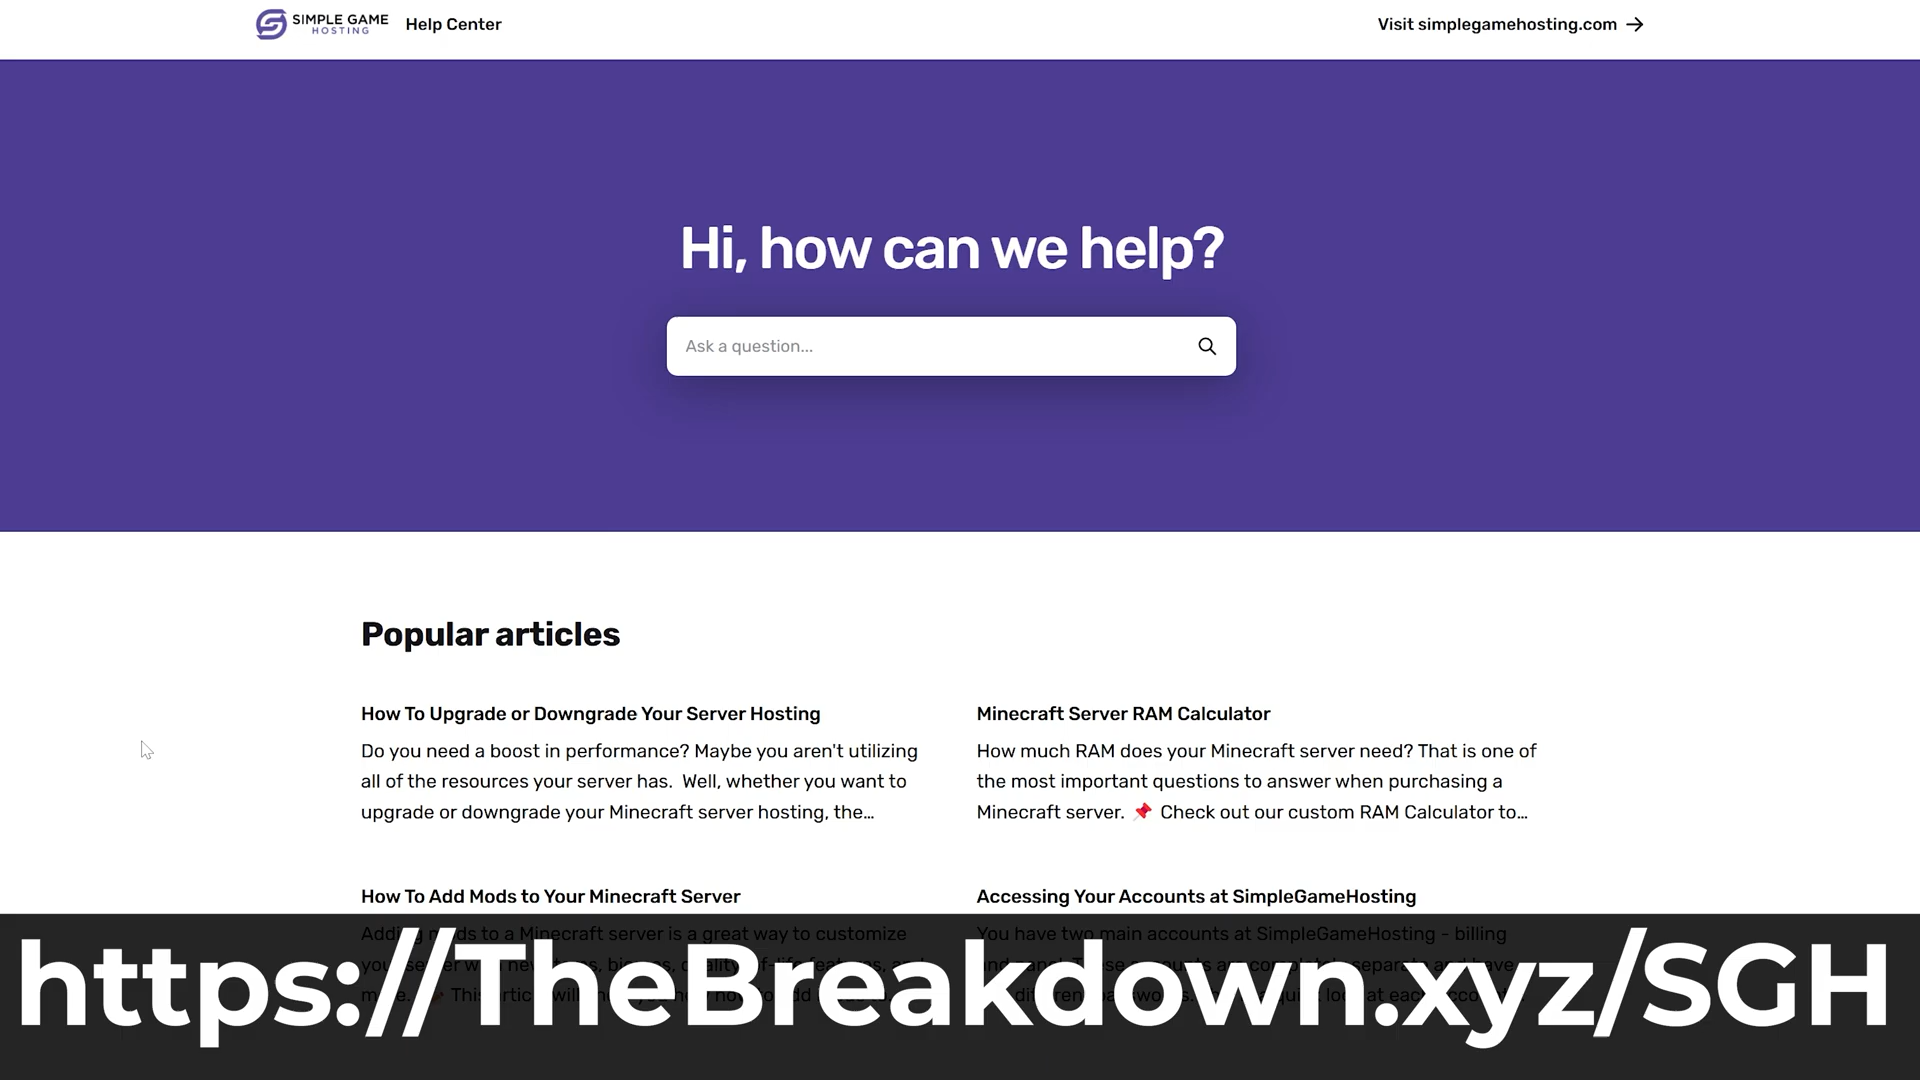 SIMPLE GAME
HOSTING
Help Center
Visit simplegamehosting.com
Hi, how can we help?
Ask a question...
Popular articles
How To Upgrade or Downgrade Your Server Hosting
Do you need a boost in performance? Maybe you aren't utilizing
all of the resources your server has. Well, whether you want to
upgrade or downgrade your Minecraft server hosting, the...
Minecraft Server RAM Calculator
How much RAM does your Minecraft server need? That is one of
the most important questions to answer when purchasing a
Minecraft server. 📌 Check out our custom RAM Calculator to...
How To Add Mods to Your Minecraft Server
Adding mods to a Minecraft server is a great way to customize
Accessing Your Accounts at SimpleGameHosting
You have two main accounts at SimpleGameHosting - billing
https://TheBreakdown.xyz/SGH